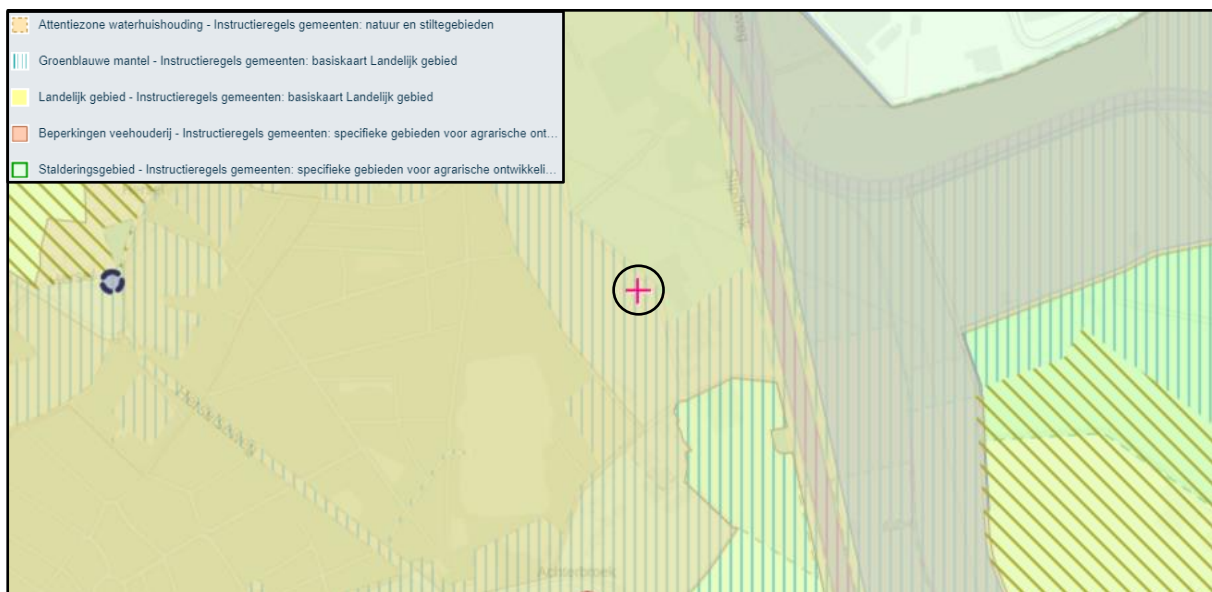 Attentiezone waterhuishouding - Instructieregels gemeenten: natuur en stiltegebieden
Groenblauwe mantel - Instructieregels gemeenten: basiskaart Landelijk gebied
Landelijk gebied - Instructieregels gemeenten: basiskaart Landelijk gebied
Beperkingen veehouderij - Instructieregels gemeenten: specifieke gebieden voor agrarische ont...
Stalderingsgebied - Instructieregels gemeenten: specifieke gebieden voor agrarische ontwikkeli...
weg
Achterbroek